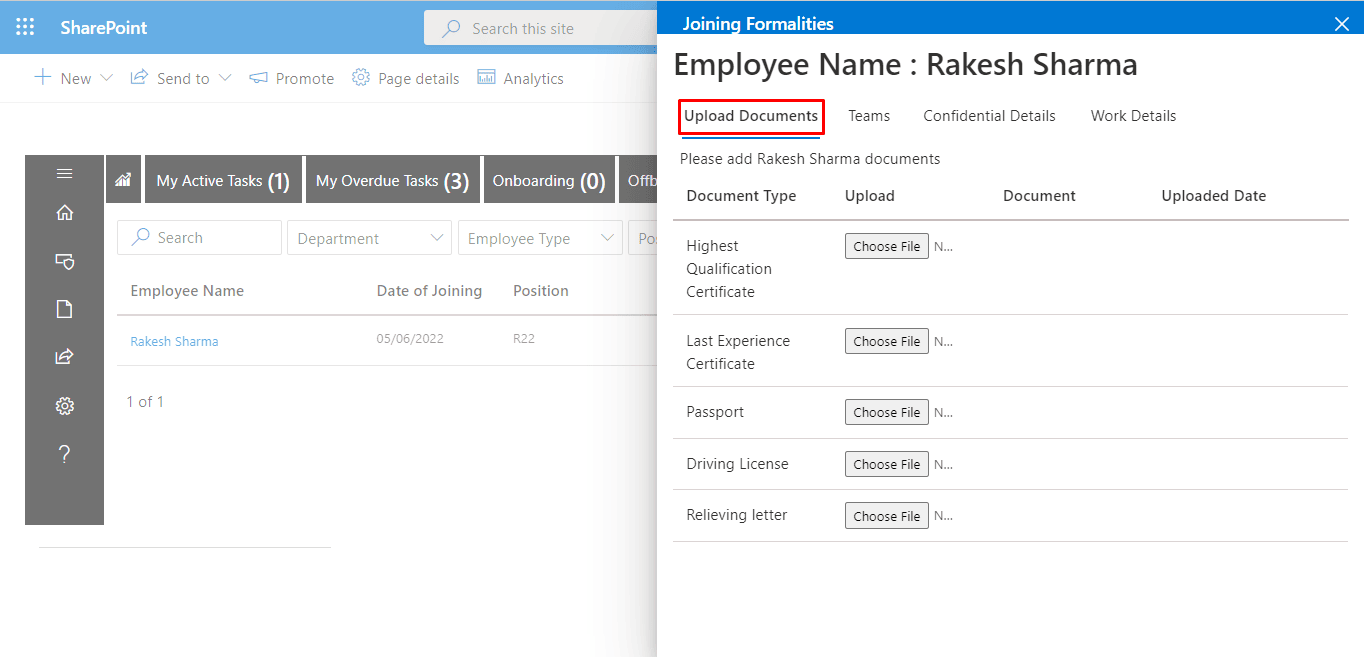 SharePoint
Search this site
New
Send to
Promote
Page details
Analytics
My Active Tasks (1)
My Overdue Tasks (3)
Onboarding (0)
Offb
Search
Department
Employee Type
Po
Employee Name
Date of Joining
Position
Rakesh Sharma
05/06/2022
R22
1 of 1
?
Joining Formalities
Employee Name : Rakesh Sharma
Upload Documents
Teams
Confidential Details
Work Details
Please add Rakesh Sharma documents
Document Type
Upload
Document
Uploaded Date
Highest
Qualification
Certificate
Choose File N...
Last Experience
Certificate
Choose File N...
Passport
Choose File N...
Driving License
Choose File N...
Relieving letter
Choose File N...